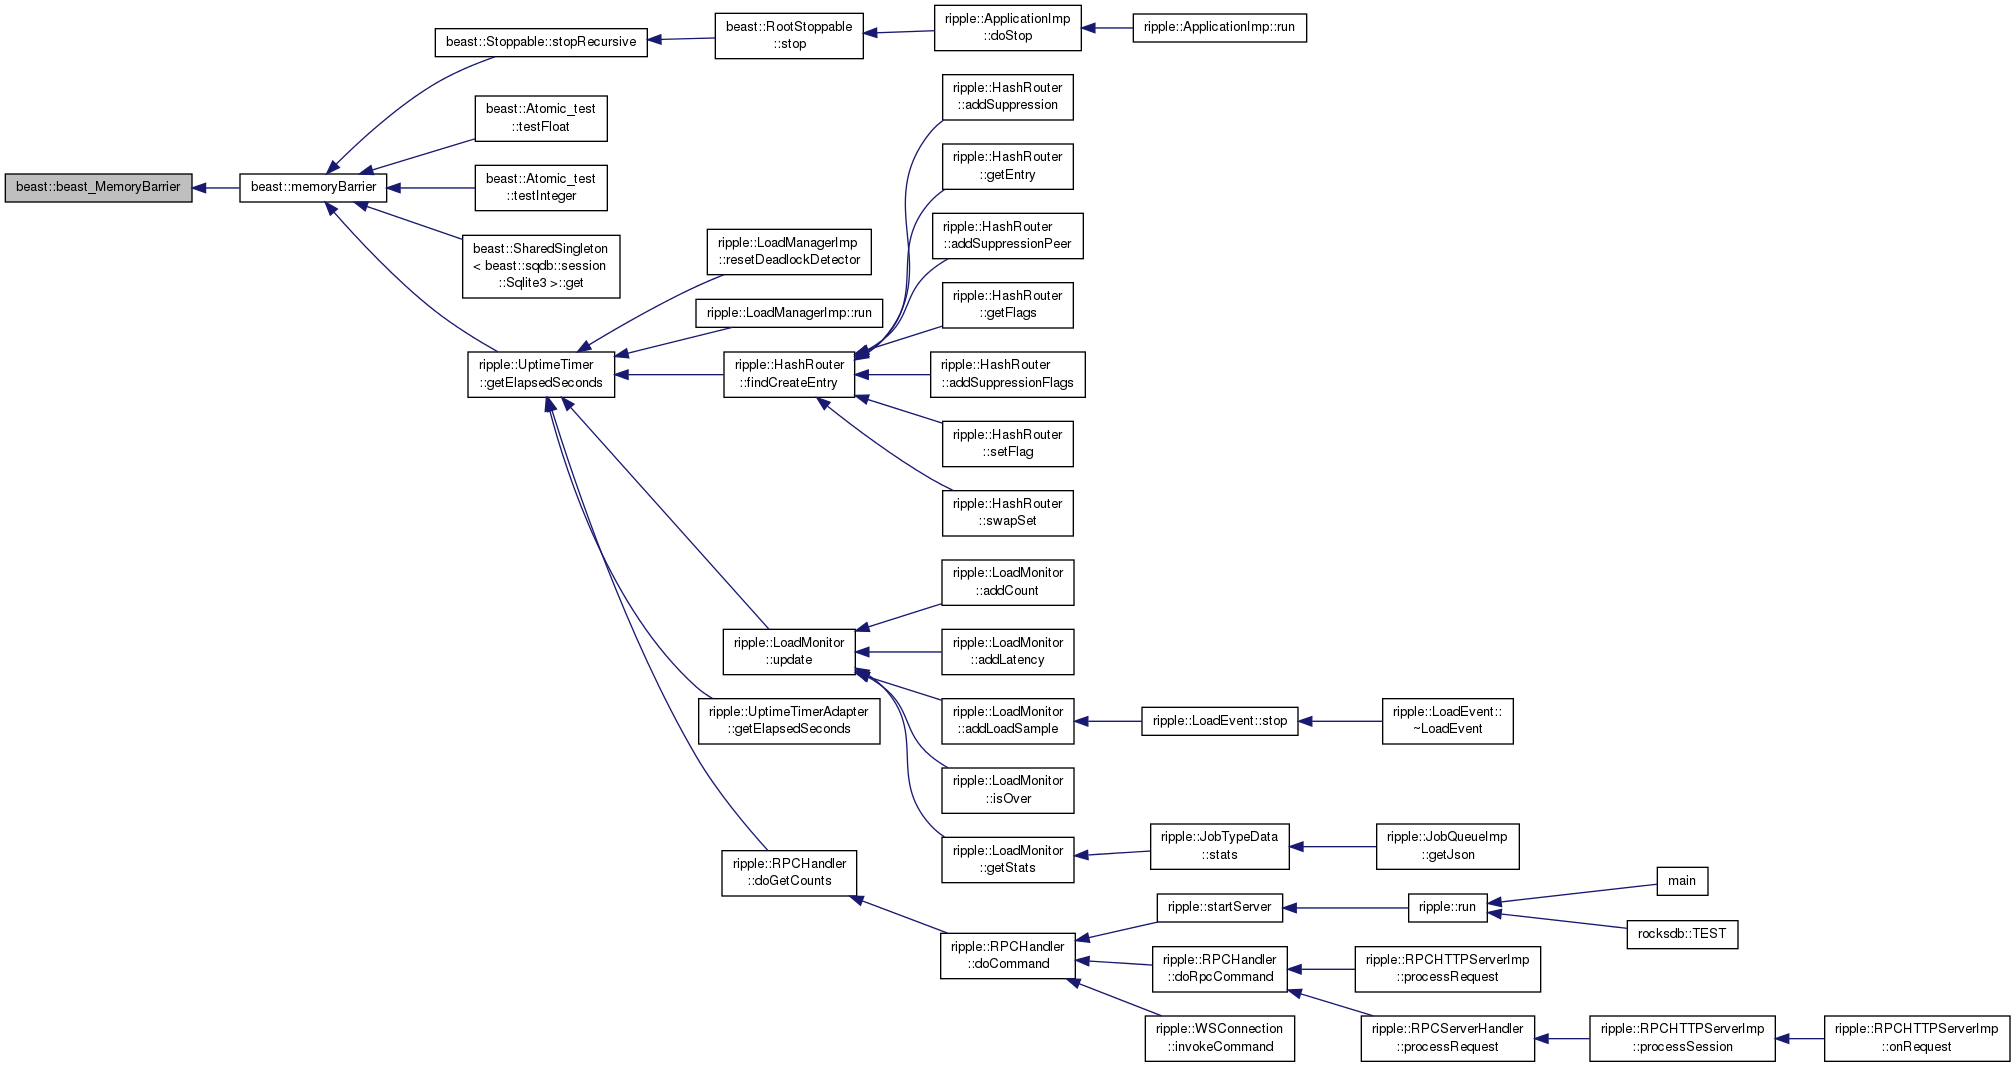 beast::beast_MemoryBarrier
beast::memoryBarrier
beast::Stoppable::stopRecursive
beast::RootStoppable
::stop
ripple::ApplicationImp
::doStop
ripple::ApplicationImp::run
beast::Atomic_test
::testFloat
beast::Atomic_test
::testInteger
beast::SharedSingleton
< beast::sqdb::session
::Sqlite3 >::get
ripple::UptimeTimer
::getElapsedSeconds
ripple::LoadManagerImp
::resetDeadlockDetector
ripple::LoadManagerImp::run
ripple::HashRouter
::findCreateEntry
ripple::HashRouter
::addSuppression
ripple::HashRouter
::getEntry
ripple::HashRouter
::addSuppressionPeer
ripple::HashRouter
::getFlags
ripple::HashRouter
::addSuppressionFlags
ripple::HashRouter
::setFlag
ripple::HashRouter
::swapSet
ripple::LoadMonitor
::update
ripple::LoadMonitor
::addCount
ripple::LoadMonitor
::addLatency
ripple::LoadMonitor
::addLoadSample
ripple::LoadEvent::stop
ripple::LoadEvent::
~LoadEvent
ripple::LoadMonitor
::isOver
ripple::LoadMonitor
::getStats
ripple::JobTypeData
::stats
ripple::JobQueueImp
::getJson
ripple::UptimeTimerAdapter
::getElapsedSeconds
ripple::RPCHandler
::doGetCounts
ripple::RPCHandler
::doCommand
ripple::startServer
ripple::run
main
rocksdb::TEST
ripple::RPCHandler
::doRpcCommand
ripple::RPCHTTPServerImp
::processRequest
ripple::RPCServerHandler
::processRequest
ripple::RPCHTTPServerImp
::processSession
ripple::RPCHTTPServerImp
::onRequest
ripple::WSConnection
::invokeCommand